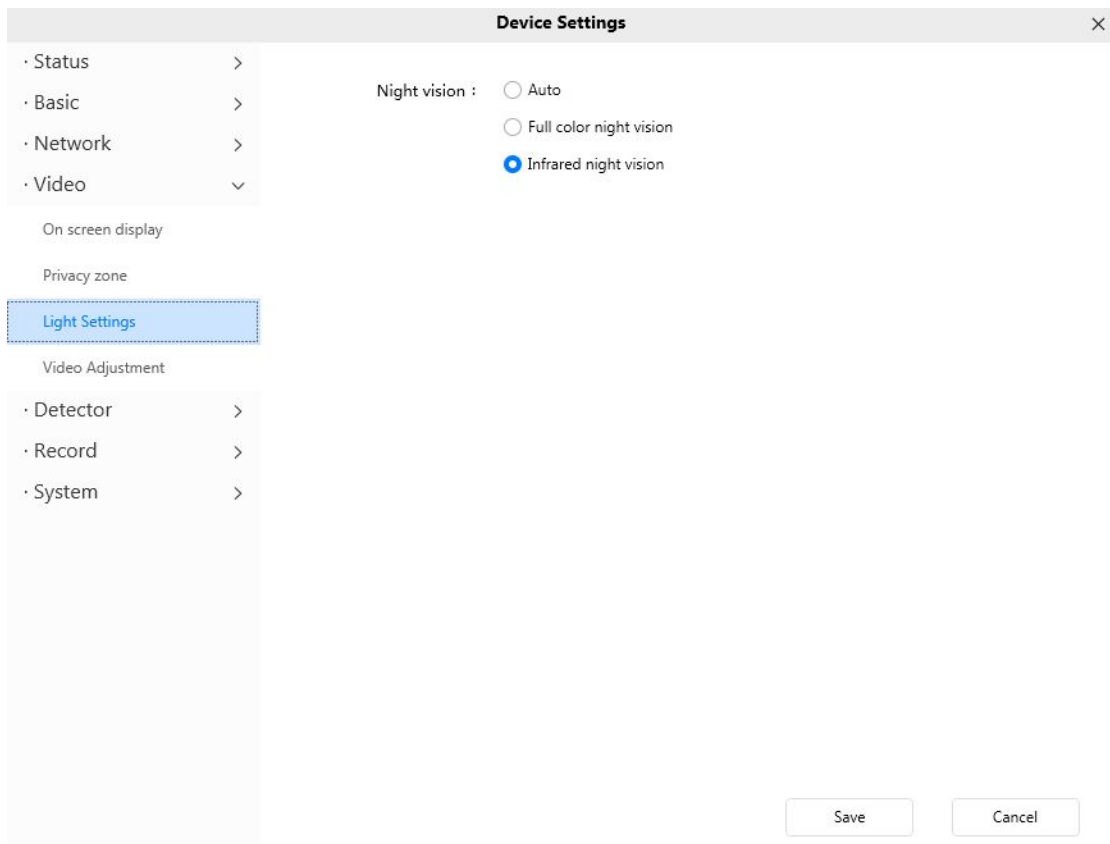 Device Settings
· Status
· Basic
· Network
· Video
On screen display
Privacy zone
Light Settings
Video Adjustment
· Detector
· Record
· System
Night vision :
Auto
Full color night vision
Infrared night vision
Save
Cancel